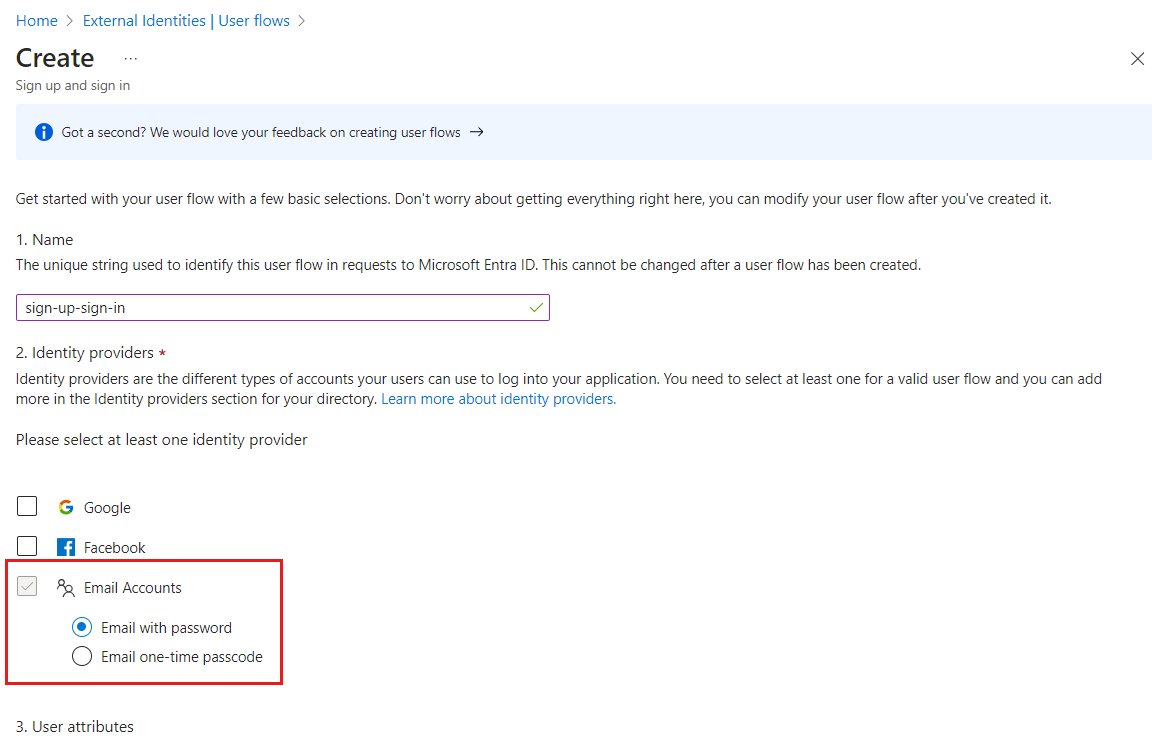 Home > External Identities | User flows >
Create ...
Sign up and sign in
Got a second? We would love your feedback on creating user flows →
Get started with your user flow with a few basic selections. Don't worry about getting everything right here, you can modify your user flow after you've created it.
1. Name
The unique string used to identify this user flow in requests to Microsoft Entra ID. This cannot be changed after a user flow has been created.
sign-up-sign-in
2. Identity providers *
Identity providers are the different types of accounts your users can use to log into your application. You need to select at least one for a valid user flow and you can add
more in the Identity providers section for your directory. Learn more about identity providers.
Please select at least one identity provider
Google
Facebook
Email Accounts
Email with password
Email one-time passcode
3. User attributes